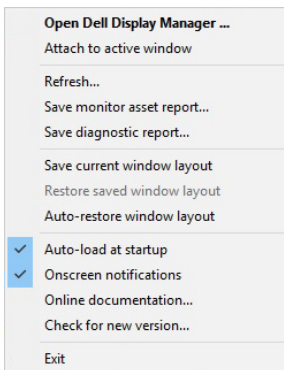 Open Dell Display Manager ...
Attach to active window
Refresh...
Save monitor asset report...
Save diagnostic report...
Save current window layout
Restore saved window layout
Auto-restore window layout
Auto-load at startup
Onscreen notifications
Online documentation...
Check for new version...
Exit